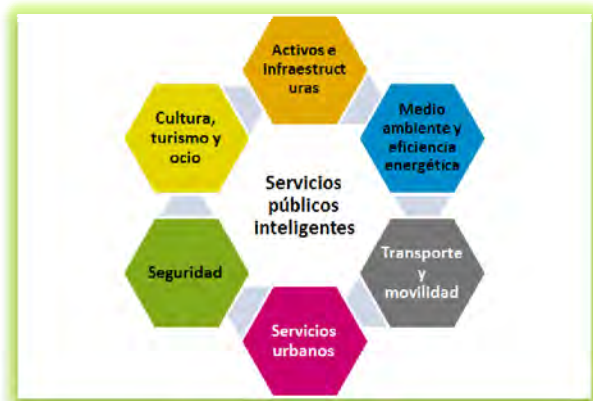 Activos e
infraestruct
uras
Medio
ambiente y
eficiencia
energética
Transporte
y
movilidad
Servicios
urbanos
Seguridad
Cultura,
turismo y
ocio
Servicios
públicos
inteligentes